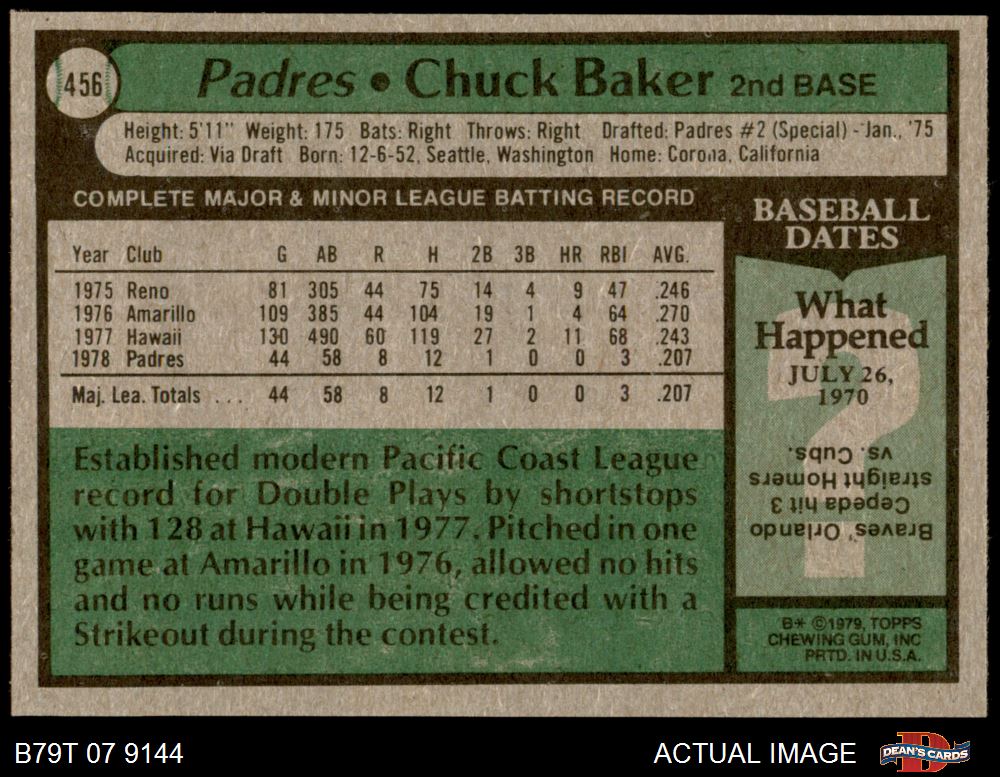 456
Padres • Chuck Baker 2nd BASE
Height: 5'11" Weight: 175 Bats: Right Throws: Right Drafted: Padres #2 (Special) - Jan., '75
Acquired: Via Draft Born: 12-6-52, Seattle, Washington Home: Corona, California
COMPLETE MAJOR & MINOR LEAGUE BATTING RECORD
Year Club G AB R H 2B 3B HR RBI AVG.
1975 Reno 81 305 44 75 14 4 9 47 .246
1976 Amarillo 109 385 44 104 19 1 4 64 .270
1977 Hawaii 130 490 60 119 27 2 11 68 .243
1978 Padres 44 58 8 12 1 0 0 3 .207
Maj. Lea. Totals ... 44 58 8 12 1 0 0 3 .207
Established modern Pacific Coast League
record for Double Plays by shortstops
with 128 at Hawaii in 1977. Pitched in one
game at Amarillo in 1976, allowed no hits
and no runs while being credited with a
Strikeout during the contest.
BASEBALL
DATES
What
Happened
JULY 26,
1970
?
Braves' Orlando
Cepeda hit 3
straight Homers
vs. Cubs.
B* ©1979, TOPPS
CHEWING GUM, INC
PRTD. IN U.S.A.
B79T 07 9144
ACTUAL IMAGE
D
DEAN'S CARDS